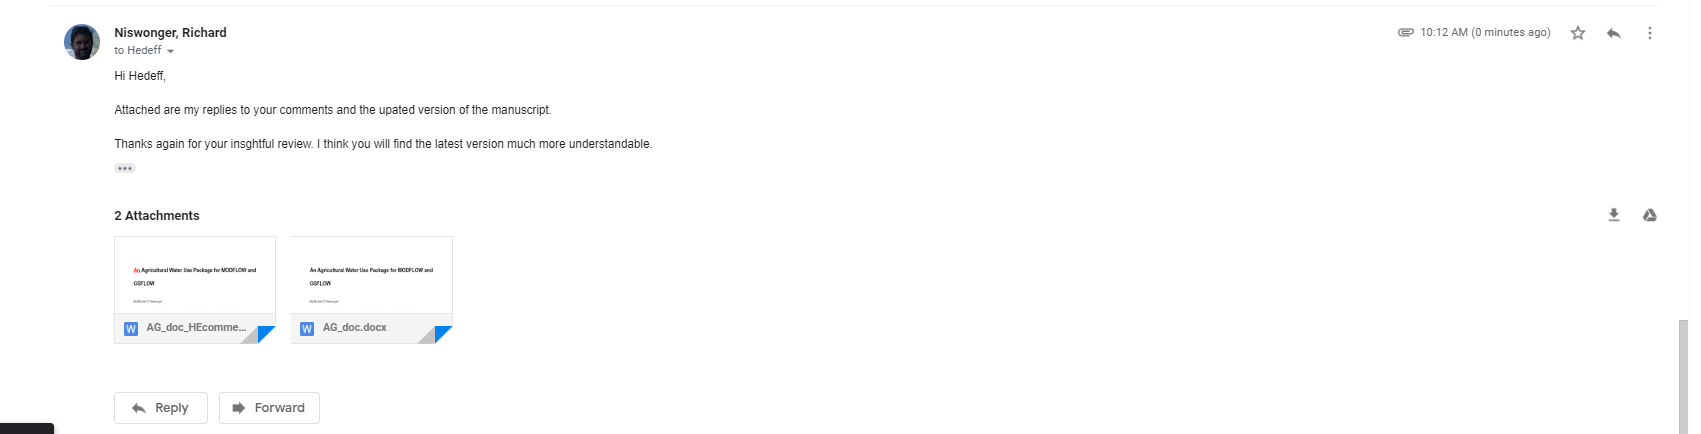 Niswonger, Richard
10:12 AM (0 minutes ago)
to Hedeff
Hi Hedeff,
Attached are my replies to your comments and the upated version of the manuscript.
Thanks again for your insghtful review. I think you will find the latest version much more understandable.
2 Attachments
An Agricultural Water Use Package for MODFLOW and
GSFLOW
W AG_doc_HEcomme...
An Agricultural Water Use Package for MODFLOW and
GSFLOW
W AG_doc.docx
Reply
Forward